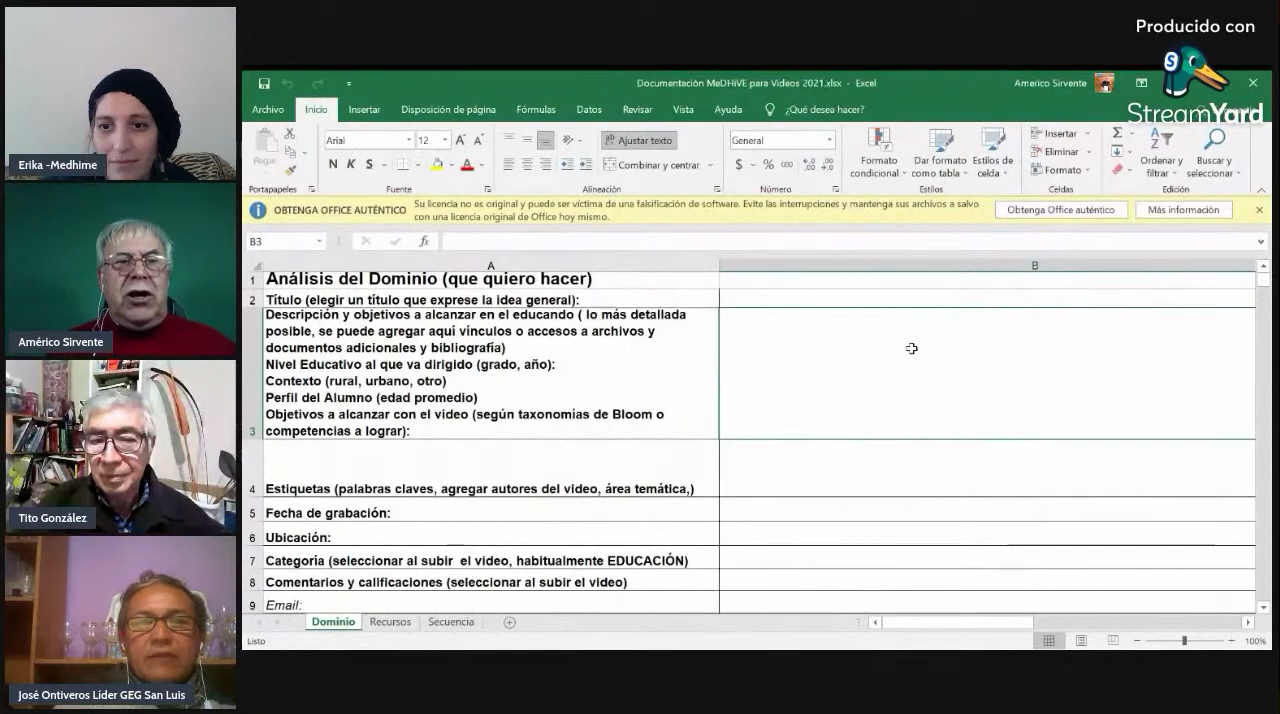 Producido con
StreamYard
Erika -Medhime
Américo Sirvente
Tito González
José Ontiveros Líder GEG San Luis
Documentación MeDHiVE para Videos 2021.xlsx - Excel
Americo Sirvente
Archivo Inicio Insertar Disposición de página Fórmulas Datos Revisar Vista Ayuda ¿Qué desea hacer?
Pegar
Portapapeles
Arial 12
N K S
Fuente
Ajustar texto
Combinar y centrar
Alineación
General
$ % 000
Número
Formato condicional
Dar formato como tabla
Estilos de celda
Estilos
Insertar
Eliminar
Formato
Celdas
Ordenar y filtrar
Buscar y seleccionar
Edición
OBTENGA OFFICE AUTÉNTICO
Su licencia no es original y puede ser víctima de una falsificación de software. Evite las interrupciones y mantenga sus archivos a salvo
con una licencia original de Office hoy mismo.
Obtenga Office auténtico
Más información
B3
fx
A B
1 Análisis del Dominio (que quiero hacer)
2 Título (elegir un título que exprese la idea general):
Descripción y objetivos a alcanzar en el educando ( lo más detallada
posible, se puede agregar aquí vínculos o accesos a archivos y
documentos adicionales y bibliografía)
Nivel Educativo al que va dirigido (grado, año):
Contexto (rural, urbano, otro)
Perfil del Alumno (edad promedio)
Objetivos a alcanzar con el video (según taxonomías de Bloom o
3 competencias a lograr):
4 Estiquetas (palabras claves, agregar autores del video, área temática,)
5 Fecha de grabación:
6 Ubicación:
7 Categoría (seleccionar al subir el video, habitualmente EDUCACIÓN)
8 Comentarios y calificaciones (seleccionar al subir el video)
9 Email:
Dominio Recursos Secuencia
Listo
100%